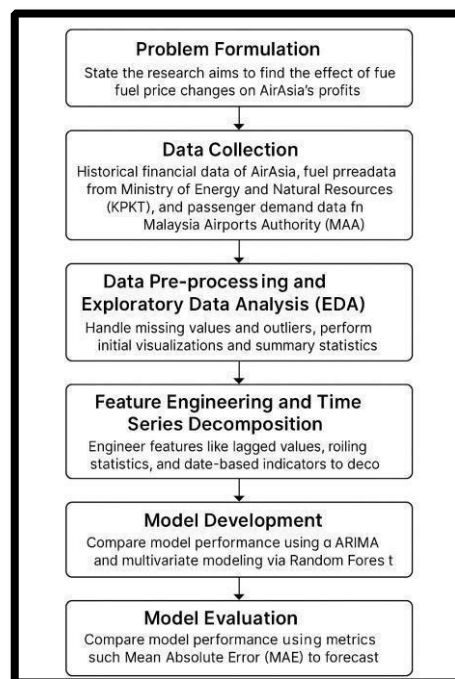 Problem Formulation
State the research aims to find the effect of fue
fuel price changes on AirAsia's profits
Data Collection
Historical financial data of AirAsia, fuel prreadata
from Ministry of Energy and Natural Resources
(KPKT), and passenger demand data fn
Malaysia Airports Authority (MAA)
Data Pre-processing and
Exploratory Data Analysis (EDA)
Handle missing values and outliers, perform
initial visualizations and summary statistics
Feature Engineering and Time
Series Decomposition
Engineer features like lagged values, roiling
statistics, and date-based indicators to deco
Model Development
Compare model performance using ɑ ARIMA
and multivariate modeling via Random Fores t
Model Evaluation
Compare model performance using metrics
such Mean Absolute Error (MAE) to forecast